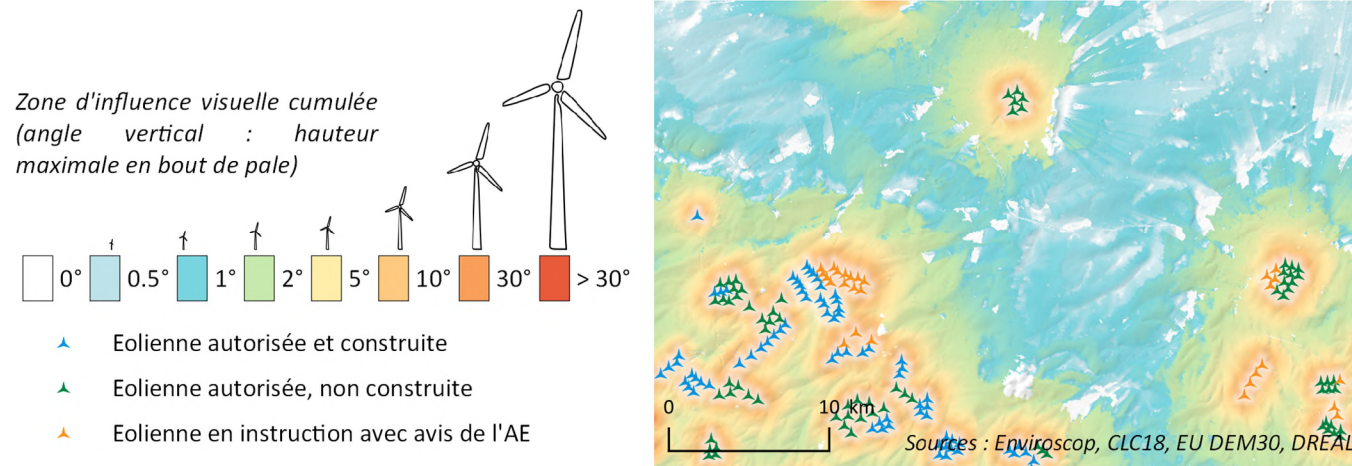 Zone d'influence visuelle cumulée
(angle vertical : hauteur
maximale en bout de pale)
0° 0.5° 1° 2° 5° 10° 30° > 30°
Eolienne autorisée et construite
Eolienne autorisée, non construite
Eolienne en instruction avec avis de l'AE
0 10 km
Sources : Enviroscop, CLC18, EU DEM30, DREAL